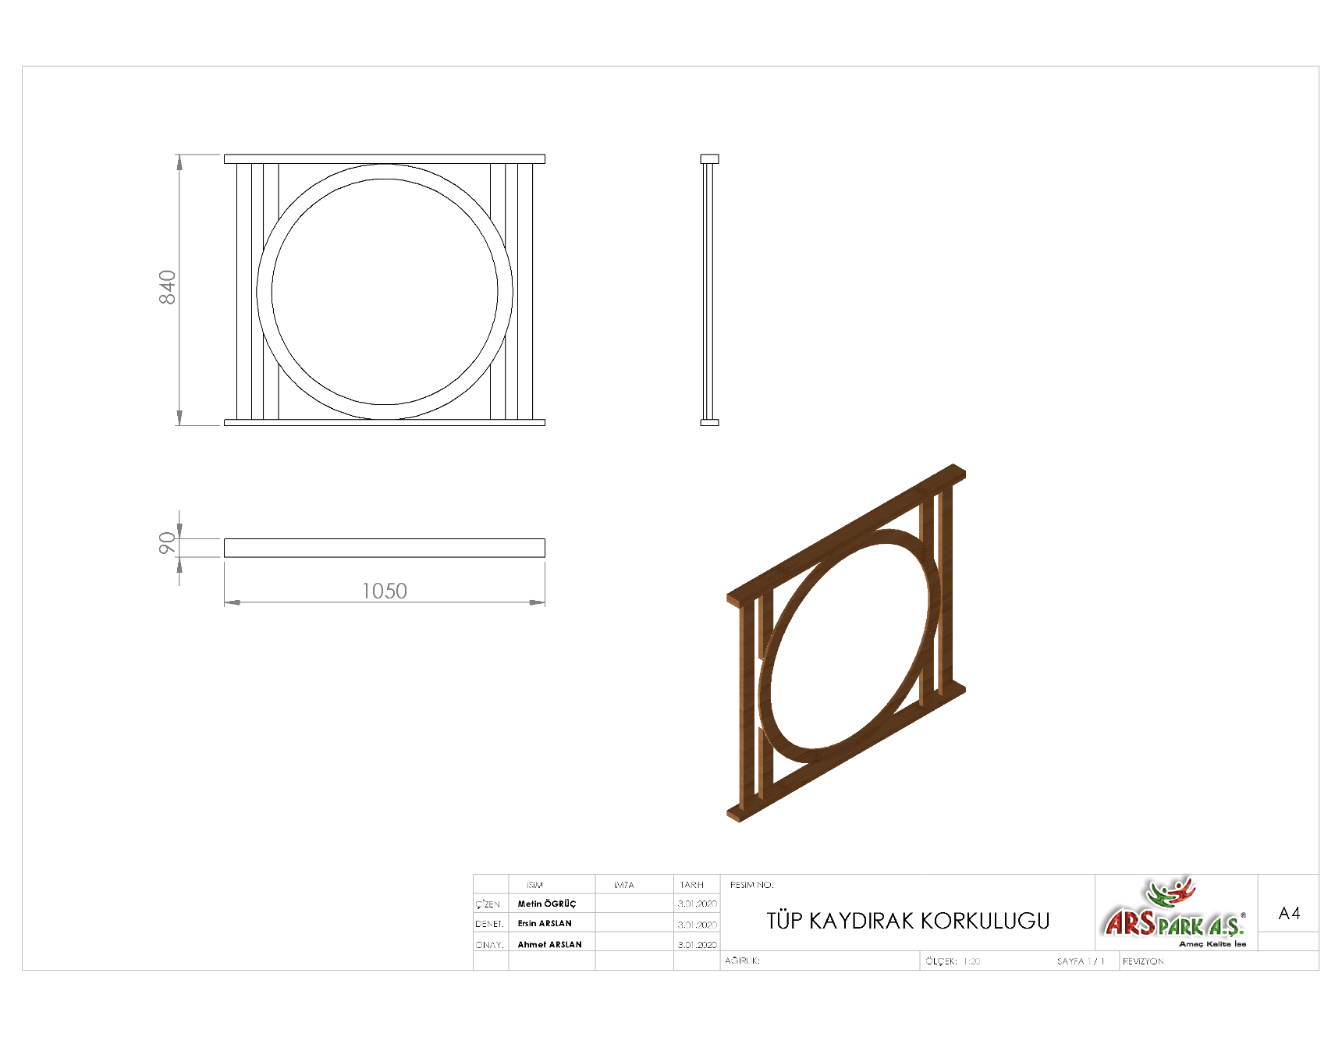 840
90
1050
İSİM
İMZA
TARİH
RESİM NO.
ÇİZEN
Metin ÖGRÜÇ
3.01.2020
DENET.
Ersin ARSLAN
3.01.2020
ONAY.
Ahmet ARSLAN
3.01.2020
TÜP KAYDIRAK KORKULUGU
ARSPARK A.Ş.®
Amaç Kalite İse
A4
AĞIRLIK:
ÖLÇEK: 1:20
SAYFA 1 / 1
REVİZYON